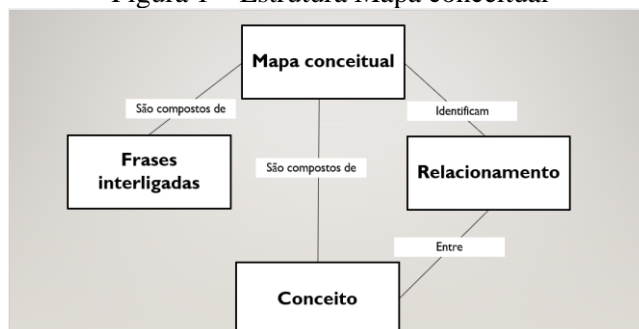 Figura 1 – Estrutura Mapa conceitual
Mapa conceitual
São compostos de
Identificam
Frases
interligadas
São compostos de
Relacionamento
Entre
Conceito